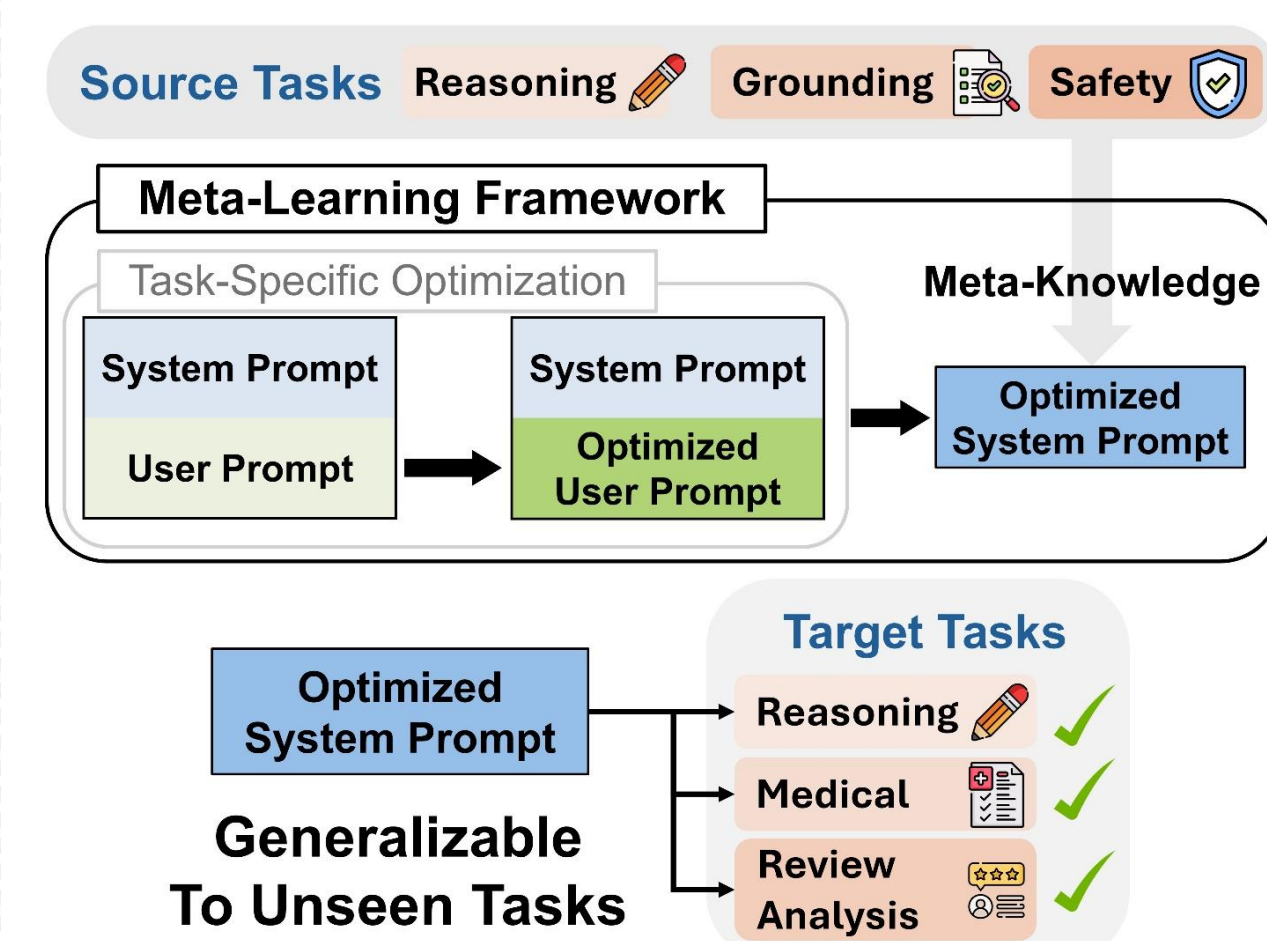 Source Tasks Reasoning Grounding Safety
Meta-Learning Framework
Task-Specific Optimization
Meta-Knowledge
System Prompt
User Prompt
System Prompt
Optimized
User Prompt
Optimized
System Prompt
Target Tasks
Optimized
System Prompt
Reasoning
Medical
Review
Analysis
Generalizable
To Unseen Tasks